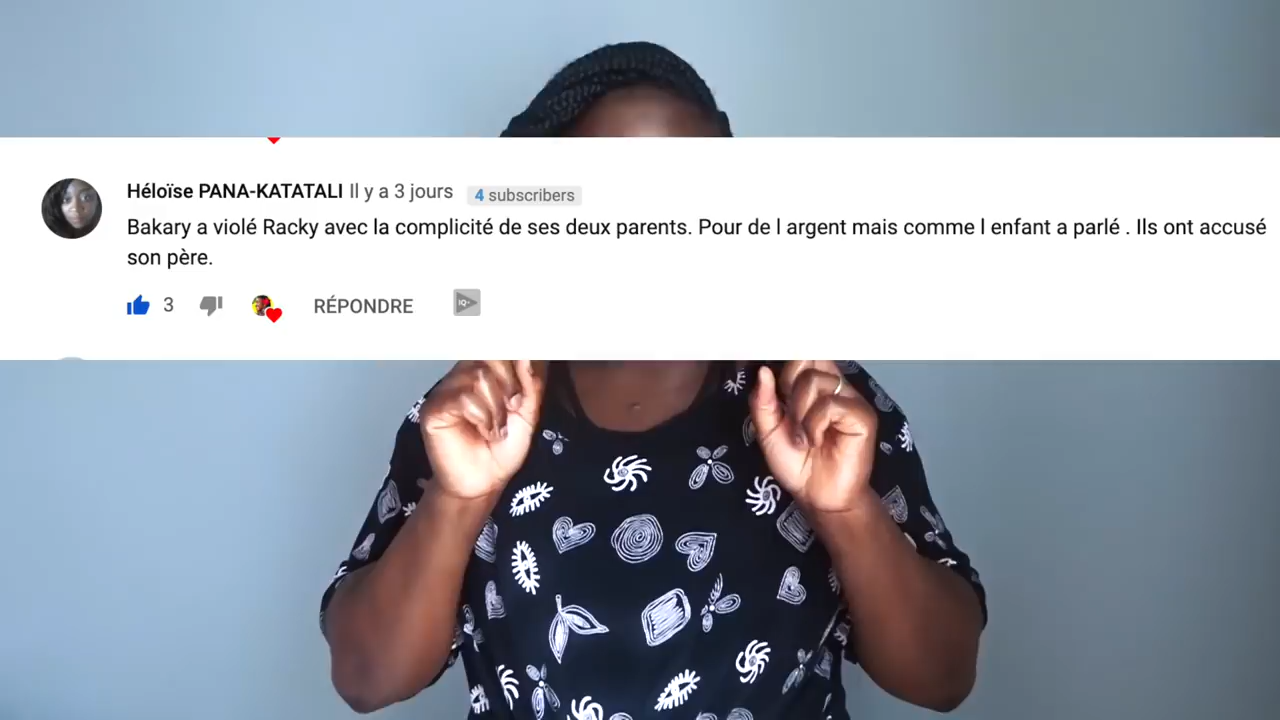 Héloïse PANA-KATATALI Il y a 3 jours 4 subscribers
Bakary a violé Racky avec la complicité de ses deux parents. Pour de l argent mais comme l enfant a parlé . Ils ont accusé
son père.
3 RÉPONDRE IQ